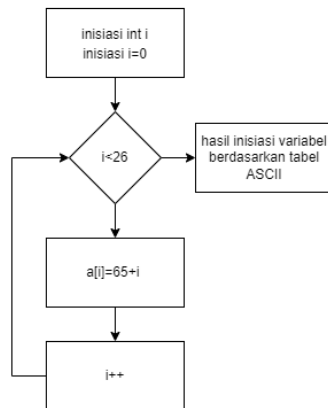 inisiasi int i
inisiasi i=0
i<26
hasil inisiasi variabel
berdasarkan tabel
ASCII
a[i]=65+i
i++